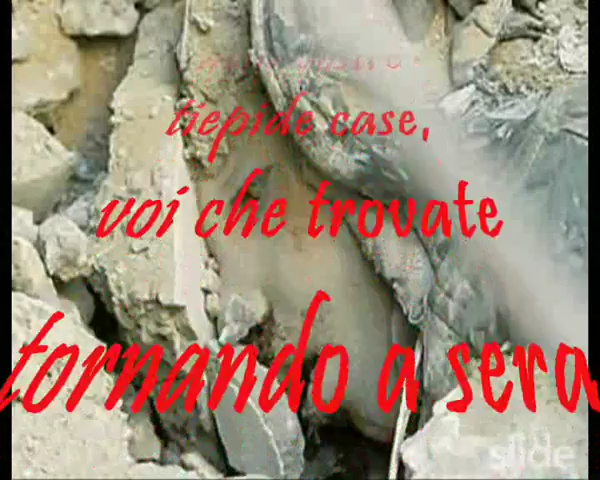 tiepide case,
voi che trovate
tornando a sera
slide